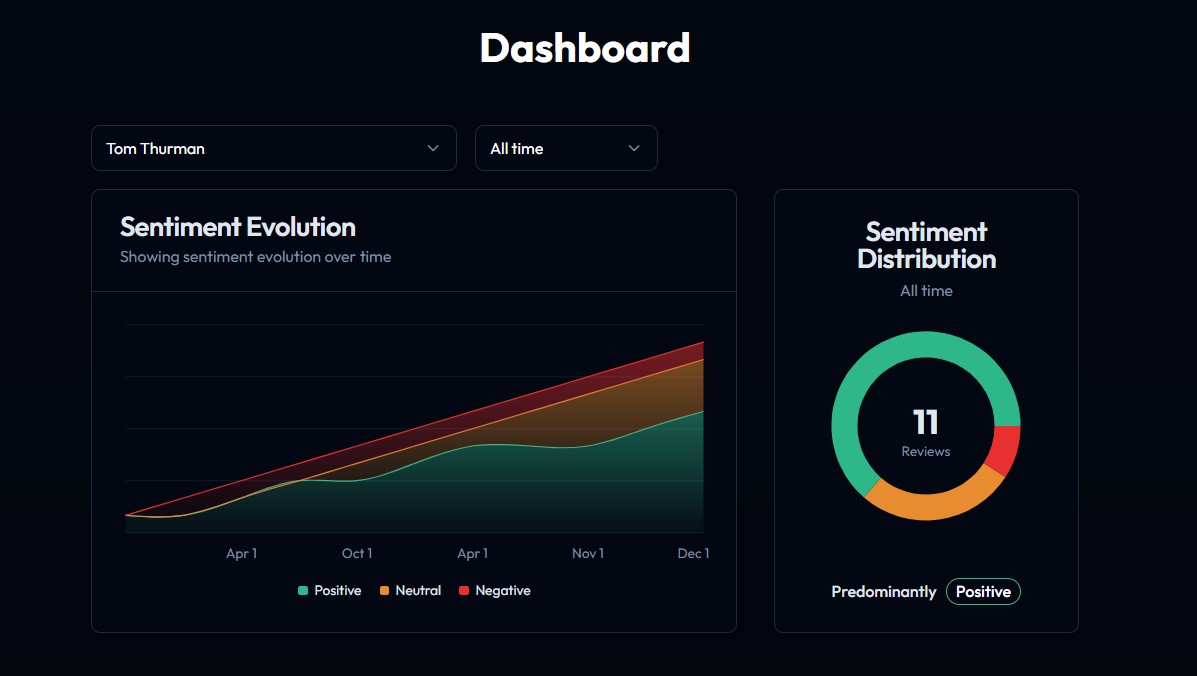 Dashboard
Tom Thurman
All time
Sentiment Evolution
Showing sentiment evolution over time
Apr 1
Oct 1
Apr 1
Nov 1
Dec 1
Positive
Neutral
Negative
Sentiment
Distribution
All time
11
Reviews
Predominantly
Positive